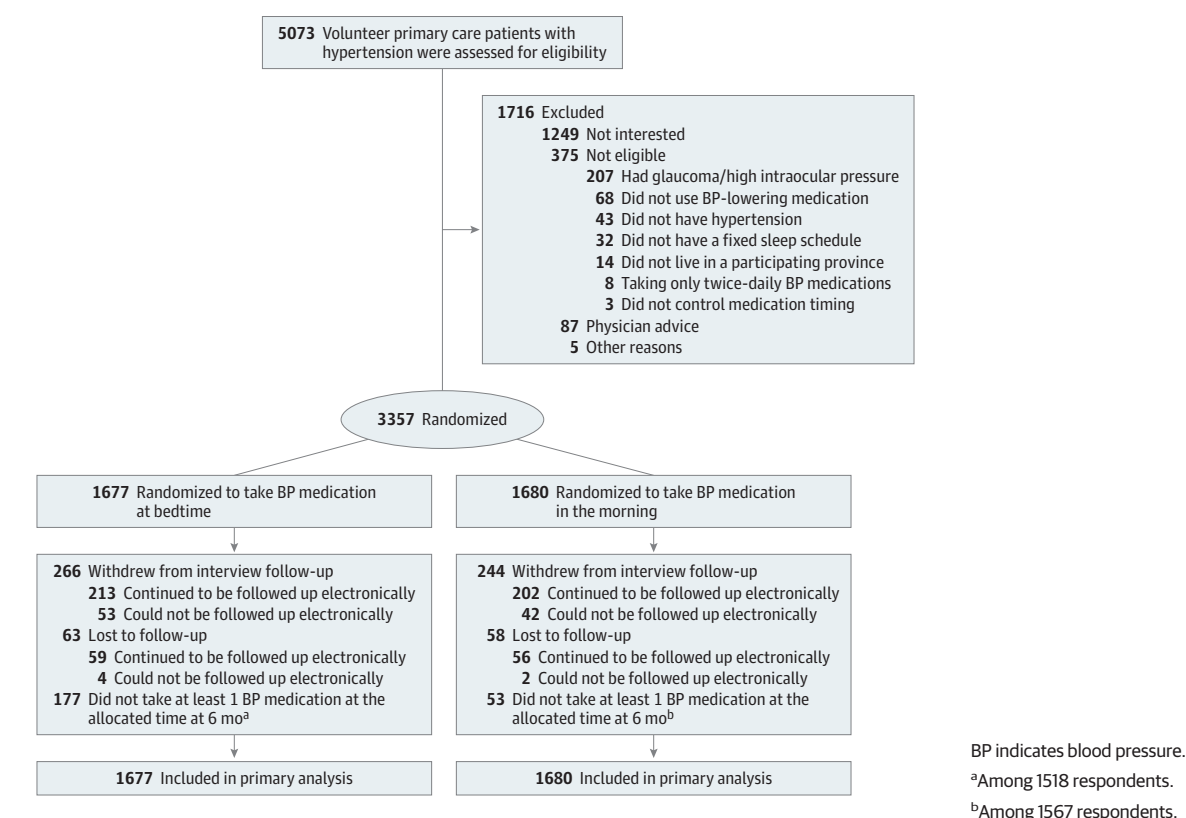 5073 Volunteer primary care patients with
hypertension were assessed for eligibility
1716 Excluded
1249 Not interested
375 Not eligible
207 Had glaucoma/high intraocular pressure
68 Did not use BP-lowering medication
43 Did not have hypertension
32 Did not have a fixed sleep schedule
14 Did not live in a participating province
8 Taking only twice-daily BP medications
3 Did not control medication timing
87 Physician advice
5 Other reasons
3357 Randomized
1677 Randomized to take BP medication
at bedtime
1680 Randomized to take BP medication
in the morning
266 Withdrew from interview follow-up
213 Continued to be followed up electronically
53 Could not be followed up electronically
63 Lost to follow-up
59 Continued to be followed up electronically
4 Could not be followed up electronically
177 Did not take at least 1 BP medication at the
allocated time at 6 moᵃ
244 Withdrew from interview follow-up
202 Continued to be followed up electronically
42 Could not be followed up electronically
58 Lost to follow-up
56 Continued to be followed up electronically
2 Could not be followed up electronically
53 Did not take at least 1 BP medication at the
allocated time at 6 moᵇ
1677 Included in primary analysis
1680 Included in primary analysis
BP indicates blood pressure.
ᵃAmong 1518 respondents.
ᵇAmong 1567 respondents.